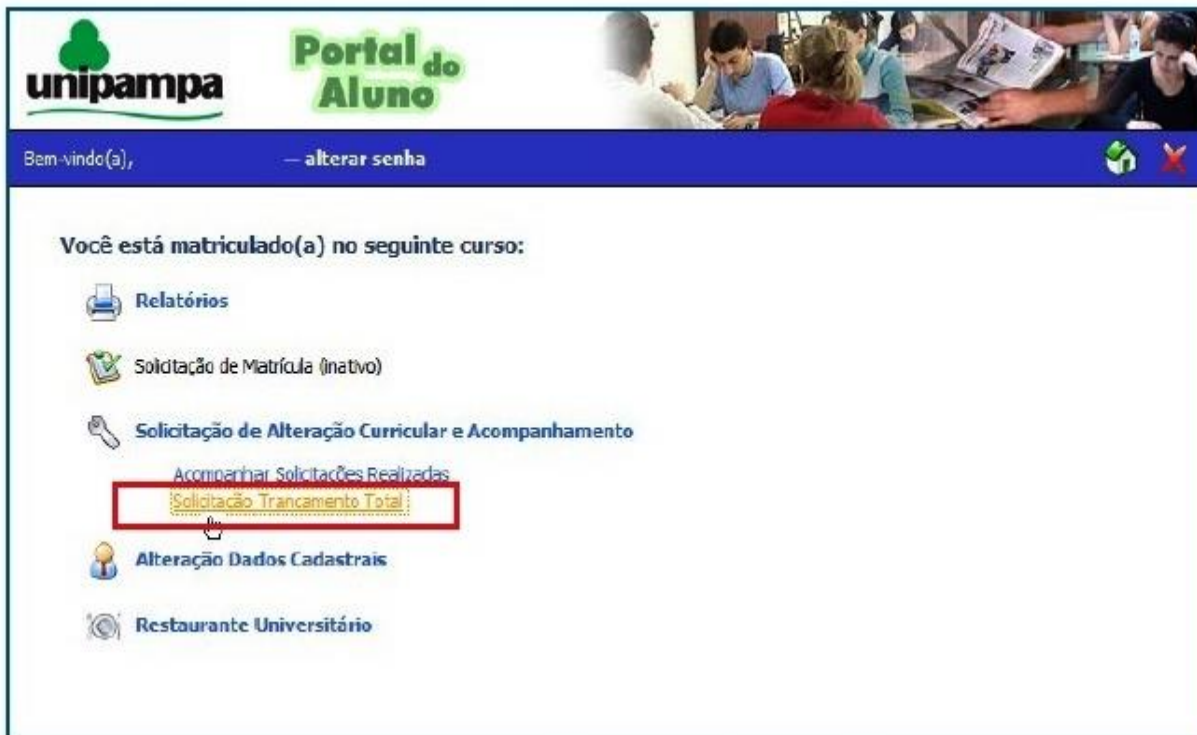 unipampa
Portal do
Aluno
Bem-vindo(a), — alterar senha
Você está matriculado(a) no seguinte curso:
Relatórios
Solicitação de Matrícula (inativo)
Solicitação de Alteração Curricular e Acompanhamento
Acompanhar Solicitações Realizadas
Solicitação Trancamento Total
Alteração Dados Cadastrais
Restaurante Universitário